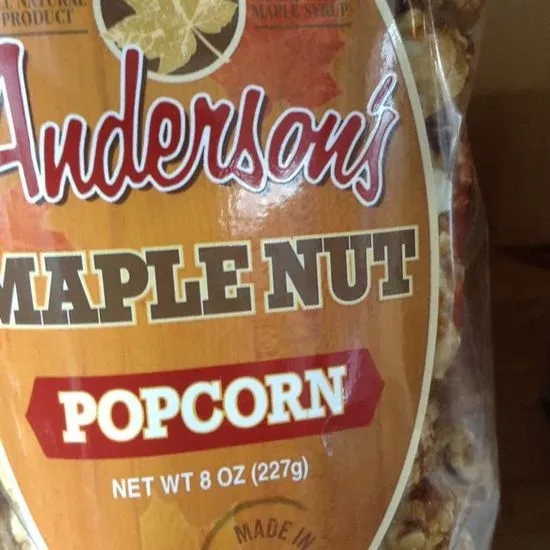 NATURAL
PRODUCT
MAPLE SYRUP
Anderson's
MAPLE NUT
POPCORN
NET WT 8 OZ (227g)
MADE IN